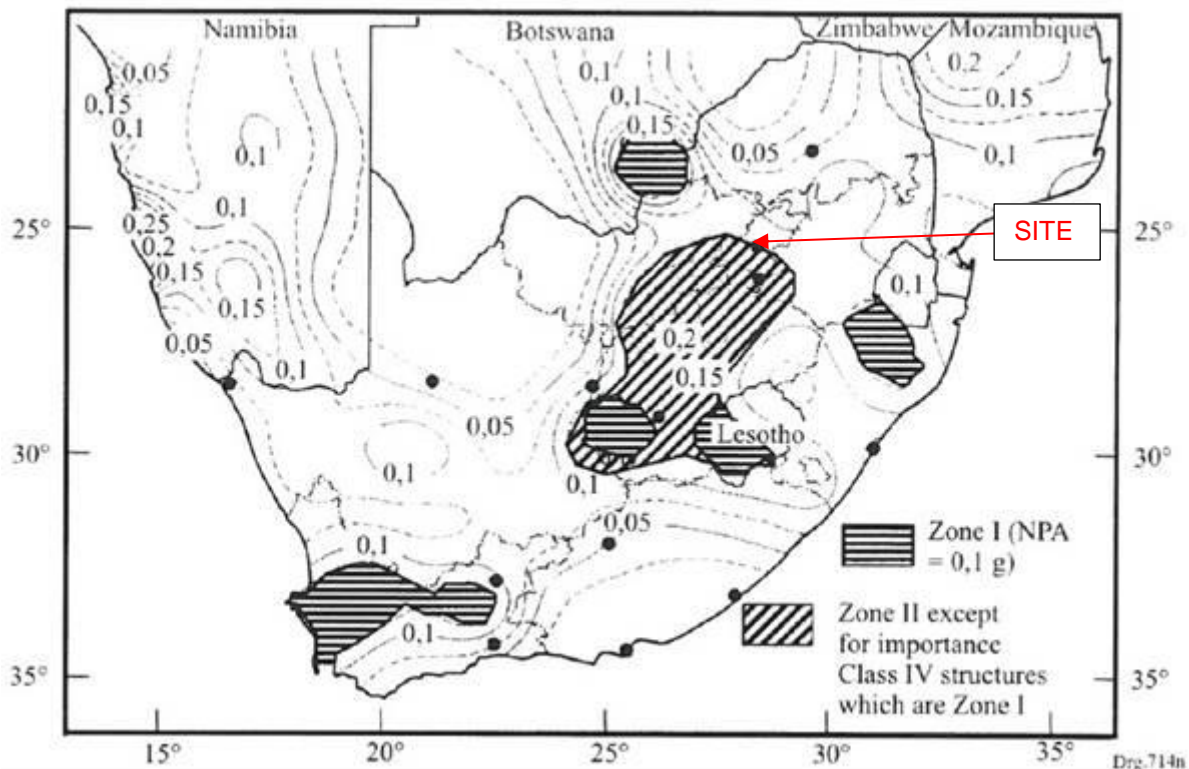 Namibia
Botswana
Zimbabwe
Mozambique
0,05
0,15
0,1
0,1
0,1
0,25
0,2
0,15
0,15
0,05
0,1
0,1
0,1
0,15
0,05
0,2
0,15
0,1
SITE
0,1
0,2
0,15
0,05
0,1
0,1
0,05
Lesotho
0,1
0,1
25°
30°
35°
25°
30°
35°
15°
20°
25°
30°
35°
Zone I (NPA
= 0,1 g)
Zone II except
for importance
Class IV structures
which are Zone I
Drg.714n